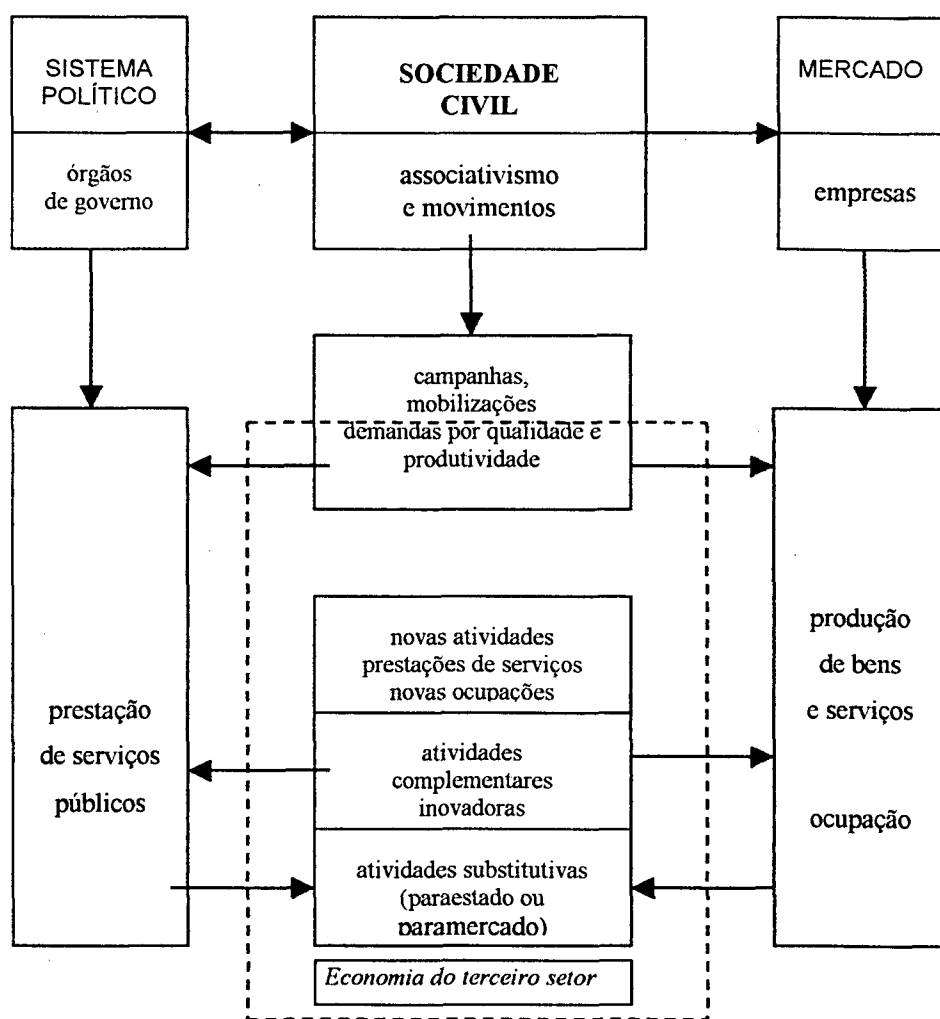 SISTEMA
POLÍTICO
órgãos
de governo
SOCIEDADE
CIVIL
associativismo
e movimentos
MERCADO
empresas
campanhas,
mobilizações
demandas por qualidade e
produtividade
novas atividades
prestações de serviços
novas ocupações
atividades
complementares
inovadoras
atividades substitutivas
(paraestado ou
paramercado)
Economia do terceiro setor
prestação
de serviços
públicos
produção
de bens
e serviços
ocupação